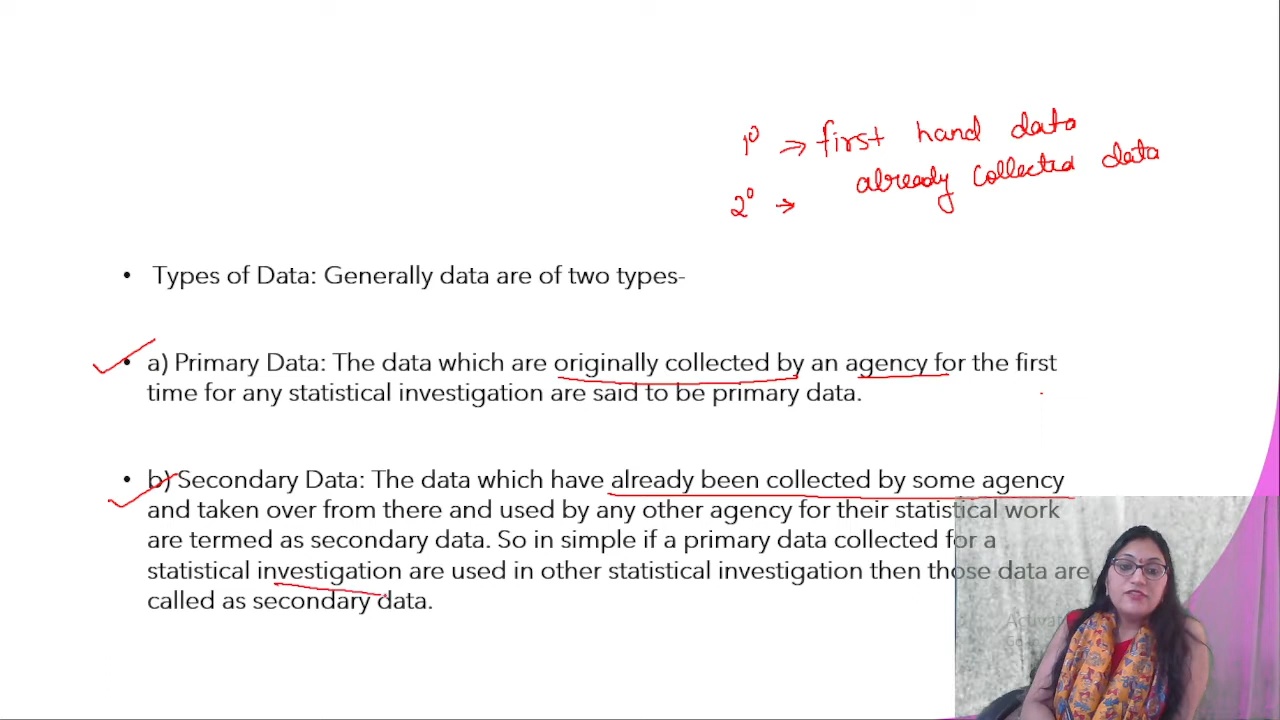 1° → first hand data
2° → already collected data
• Types of Data: Generally data are of two types-
• a) Primary Data: The data which are originally collected by an agency for the first
time for any statistical investigation are said to be primary data.
• b) Secondary Data: The data which have already been collected by some agency
and taken over from there and used by any other agency for their statistical work
are termed as secondary data. So in simple if a primary data collected for a
statistical investigation are used in other statistical investigation then those data are
called as secondary data.